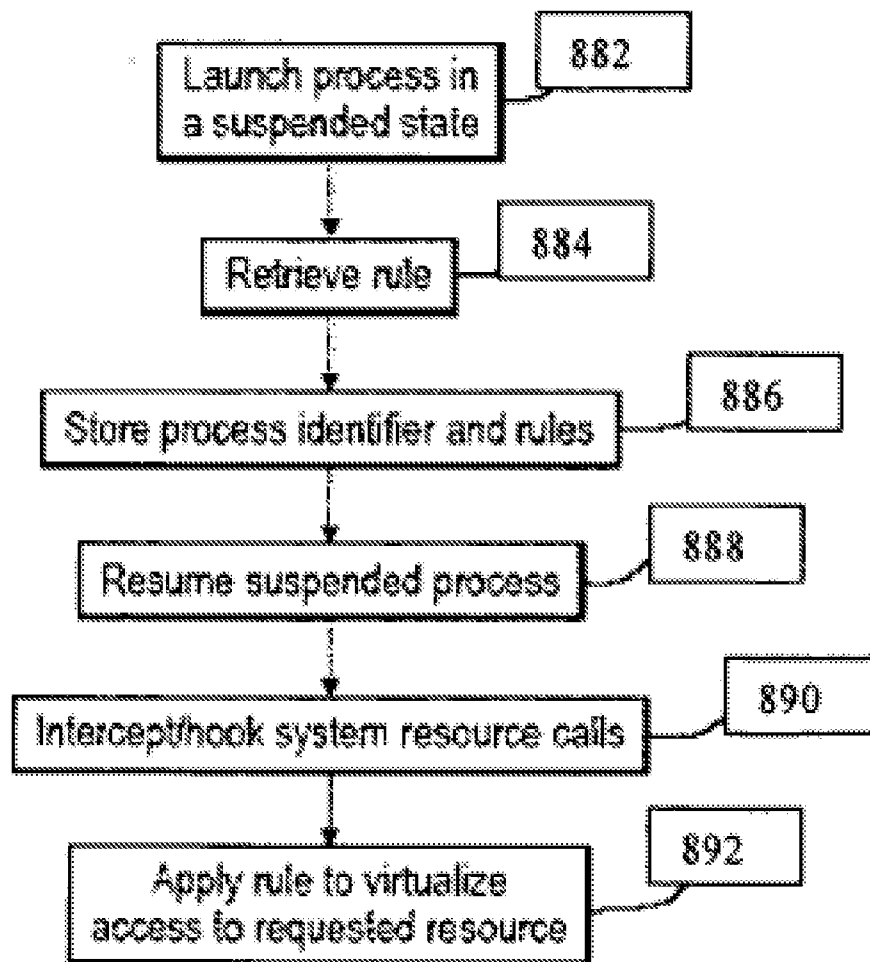 882
Launch process in
a suspended state
884
Retrieve rule
886
Store process identifier and rules
888
Resume suspended process
890
Intercept/hook system resource calls
892
Apply rule to virtualize
access to requested resource